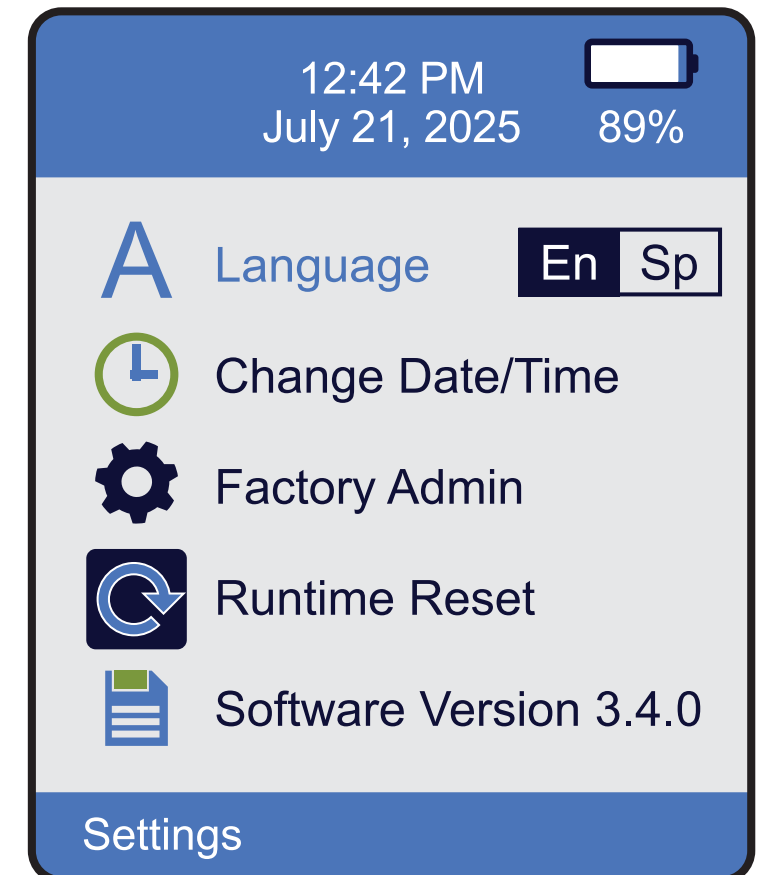 12:42 PM
July 21, 2025
89%
A
Language
En Sp
Change Date/Time
Factory Admin
Runtime Reset
Software Version 3.4.0
Settings